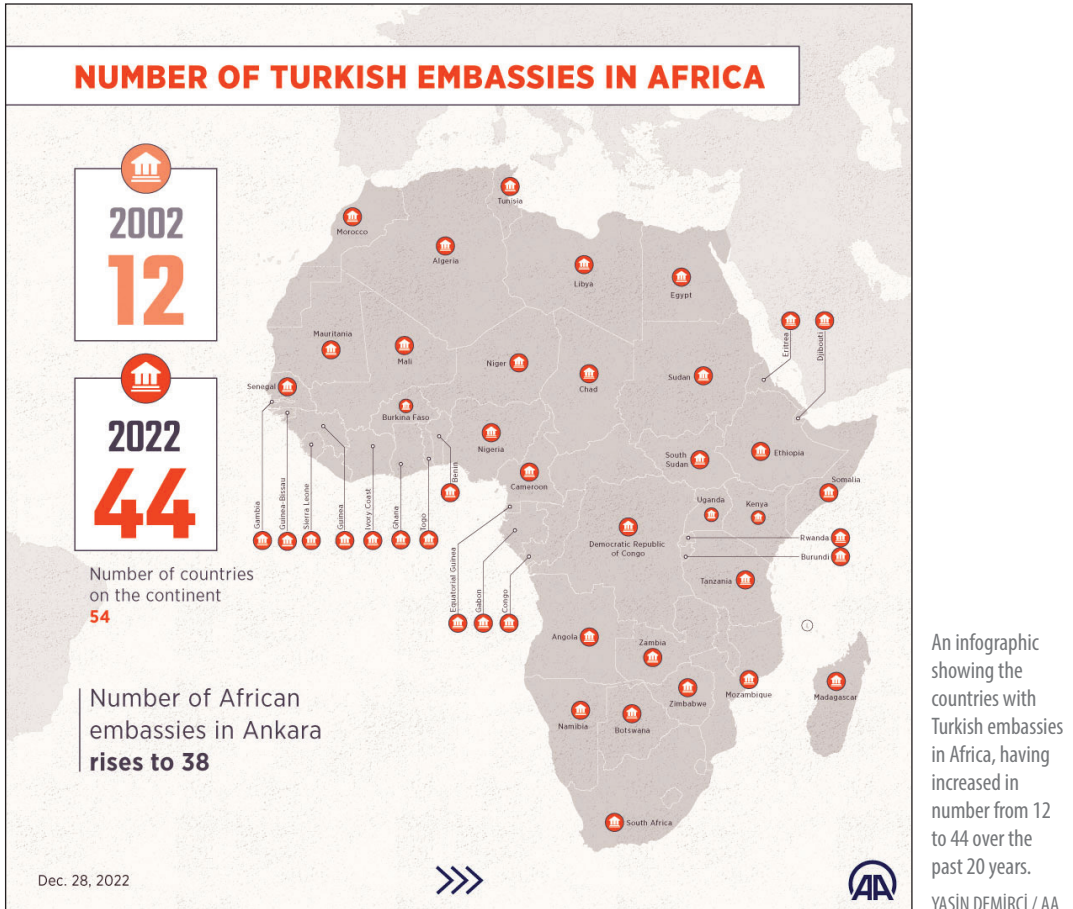 NUMBER OF TURKISH EMBASSIES IN AFRICA
2002
12
2022
44
Number of countries
on the continent
54
Number of African
embassies in Ankara
rises to 38
Tunisia
Morocco
Algeria
Libya
Egypt
Mauritania
Mali
Niger
Chad
Sudan
Eritrea
Djibouti
Senegal
Burkina Faso
Nigeria
South
Sudan
Ethiopia
Cameroon
Benin
Somalia
Uganda
Kenya
Gambia
Guinea-Bissau
Sierra Leone
Guinea
Ivory Coast
Ghana
Togo
Democratic Republic
of Congo
Rwanda
Burundi
Equatorial Guinea
Gabon
Congo
Tanzania
Angola
Zambia
Mozambique
Madagascar
Zimbabwe
Namibia
Botswana
South Africa
Dec. 28, 2022
AA
An infographic
showing the
countries with
Turkish embassies
in Africa, having
increased in
number from 12
to 44 over the
past 20 years.
YASİN DEMİRCİ / AA